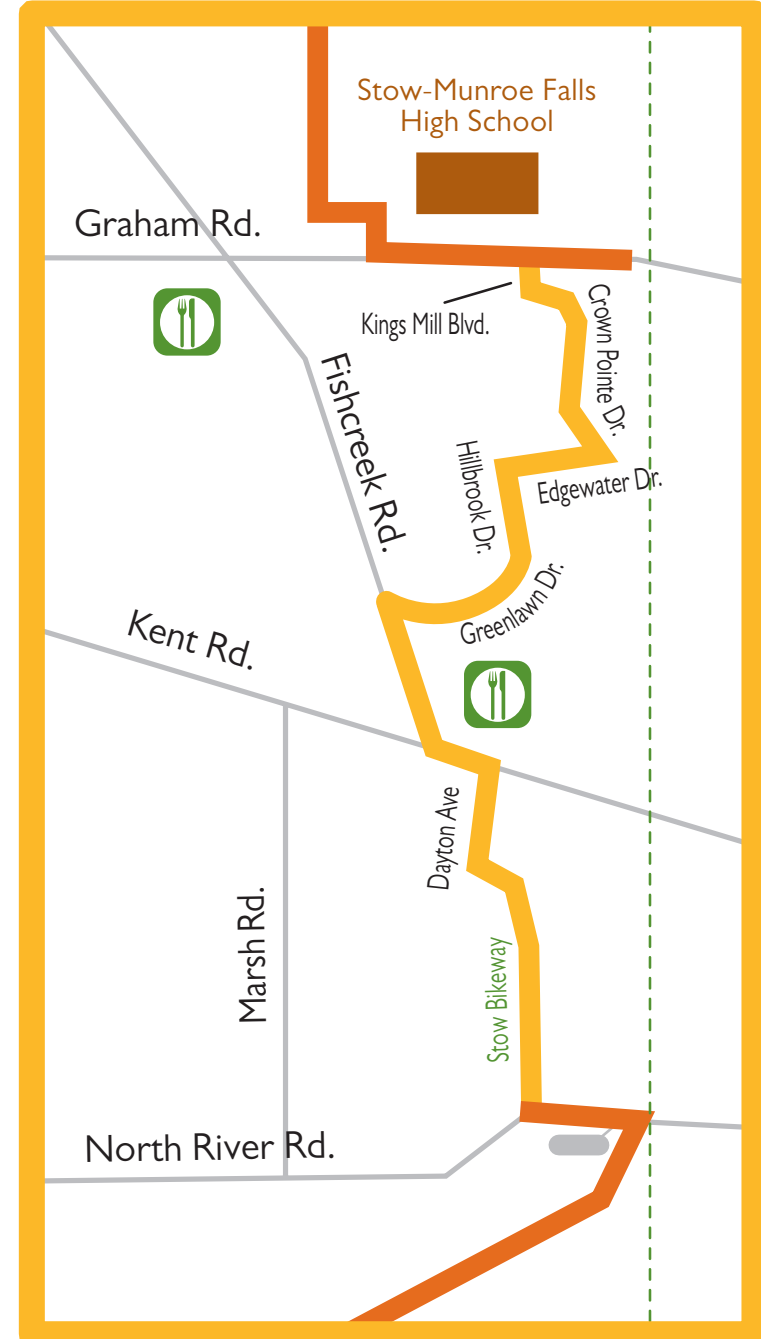 Stow-Munroe Falls
High School
Graham Rd.
Kings Mill Blvd.
Crown Pointe Dr.
Fishcreek Rd.
Hillbrook Dr.
Edgewater Dr.
Greenlawn Dr.
Kent Rd.
Dayton Ave
Marsh Rd.
Stow Bikeway
North River Rd.